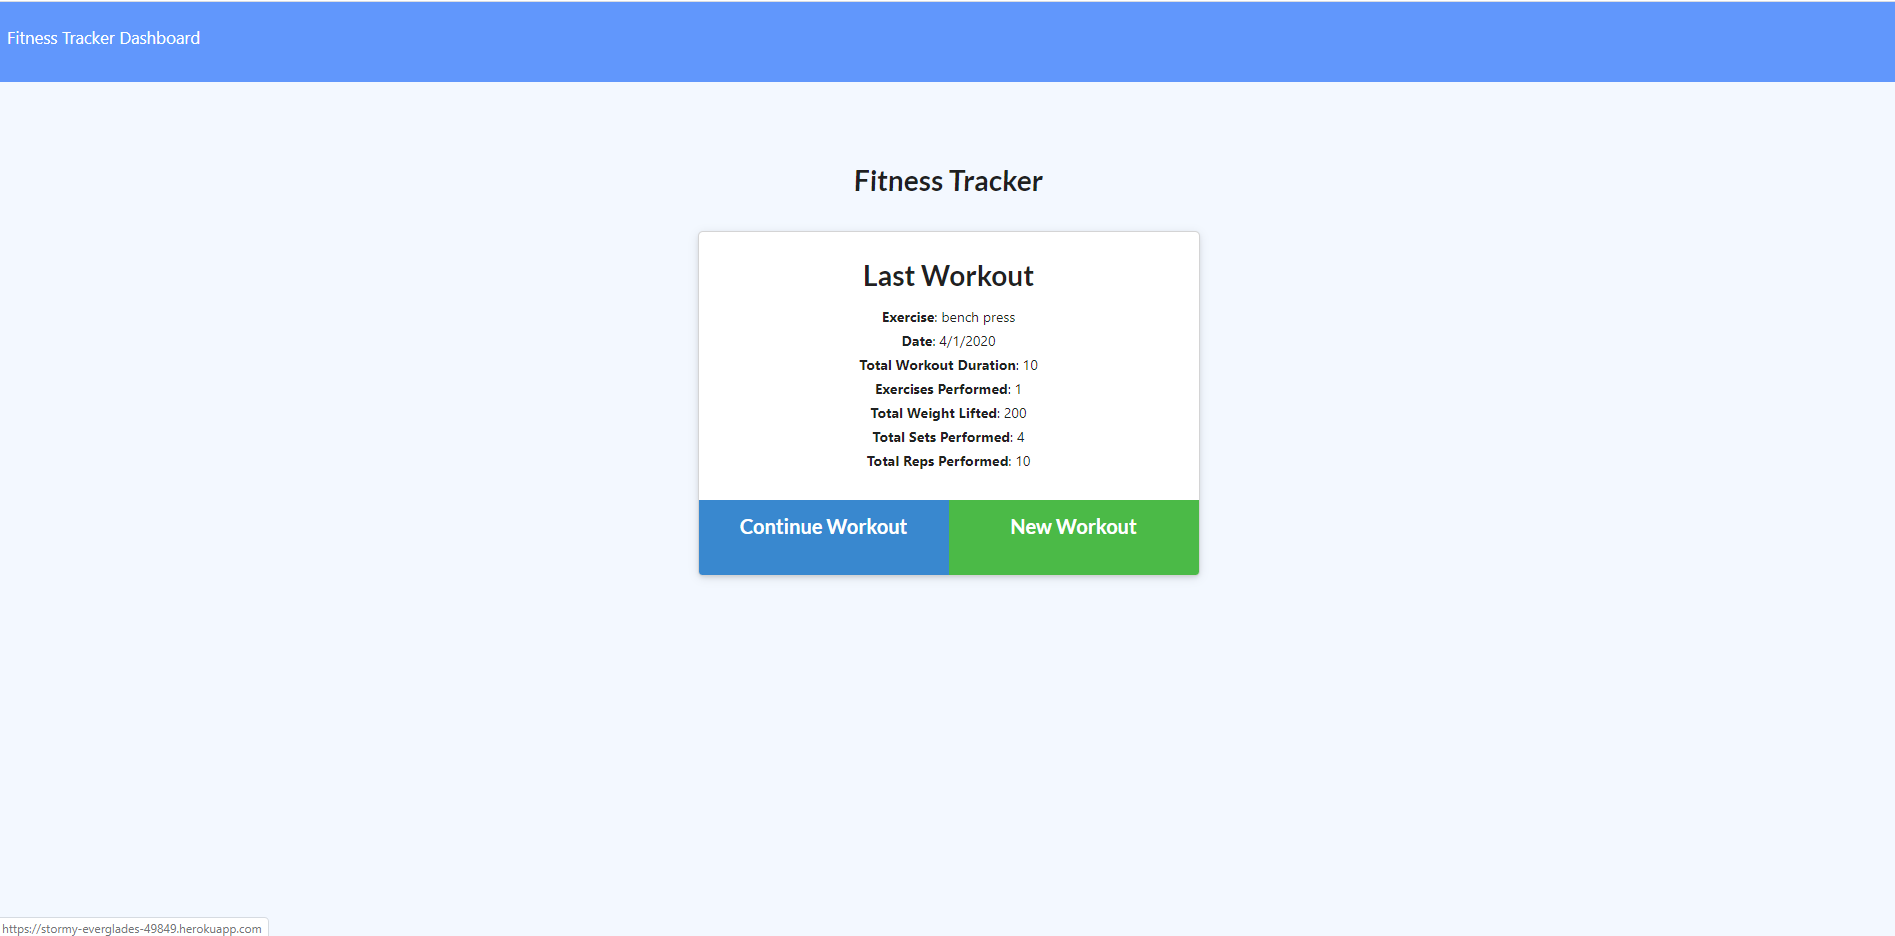 Fitness Tracker Dashboard
Fitness Tracker
Last Workout
Exercise: bench press
Date: 4/1/2020
Total Workout Duration: 10
Exercises Performed: 1
Total Weight Lifted: 200
Total Sets Performed: 4
Total Reps Performed: 10
Continue Workout
New Workout
https://stormy-everglades-49849.herokuapp.com